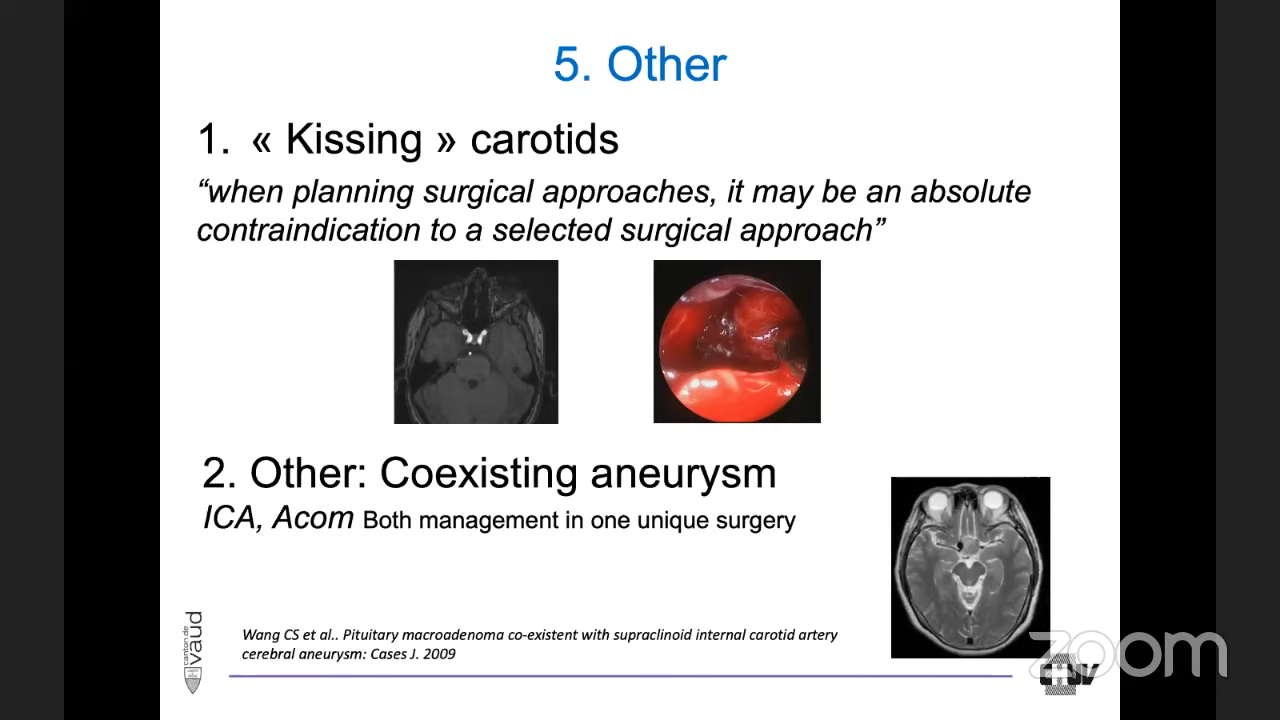 5. Other
1. « Kissing » carotids
“when planning surgical approaches, it may be an absolute
contraindication to a selected surgical approach”
2. Other: Coexisting aneurysm
ICA, Acom Both management in one unique surgery
Wang CS et al.. Pituitary macroadenoma co-existent with supraclinoid internal carotid artery
cerebral aneurysm: Cases J. 2009
canton de
vaud
CHUV
zoom